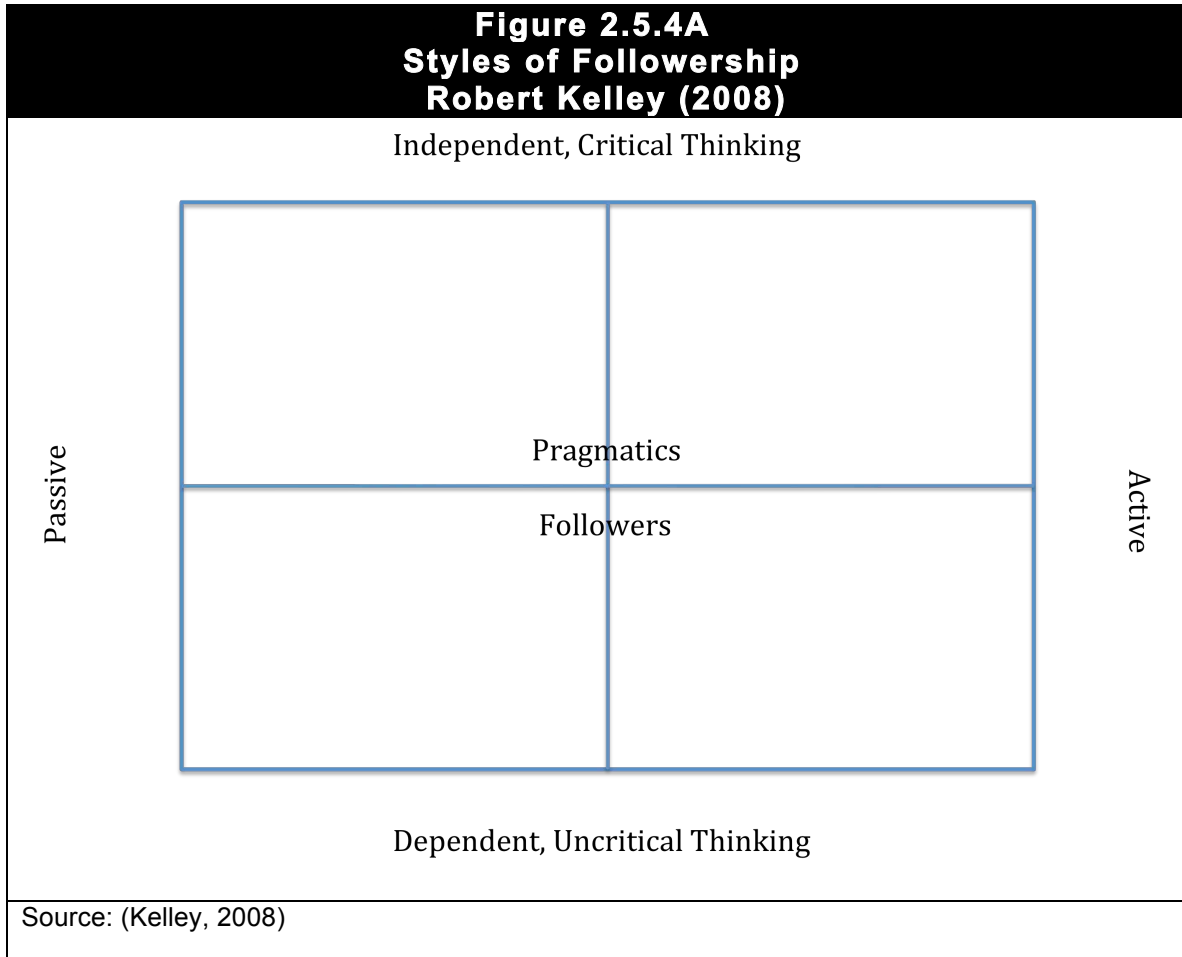 Figure 2.5.4A
Styles of Followership
Robert Kelley (2008)
Independent, Critical Thinking
Pragmatics
Passive
Active
Followers
Dependent, Uncritical Thinking
Source: (Kelley, 2008)